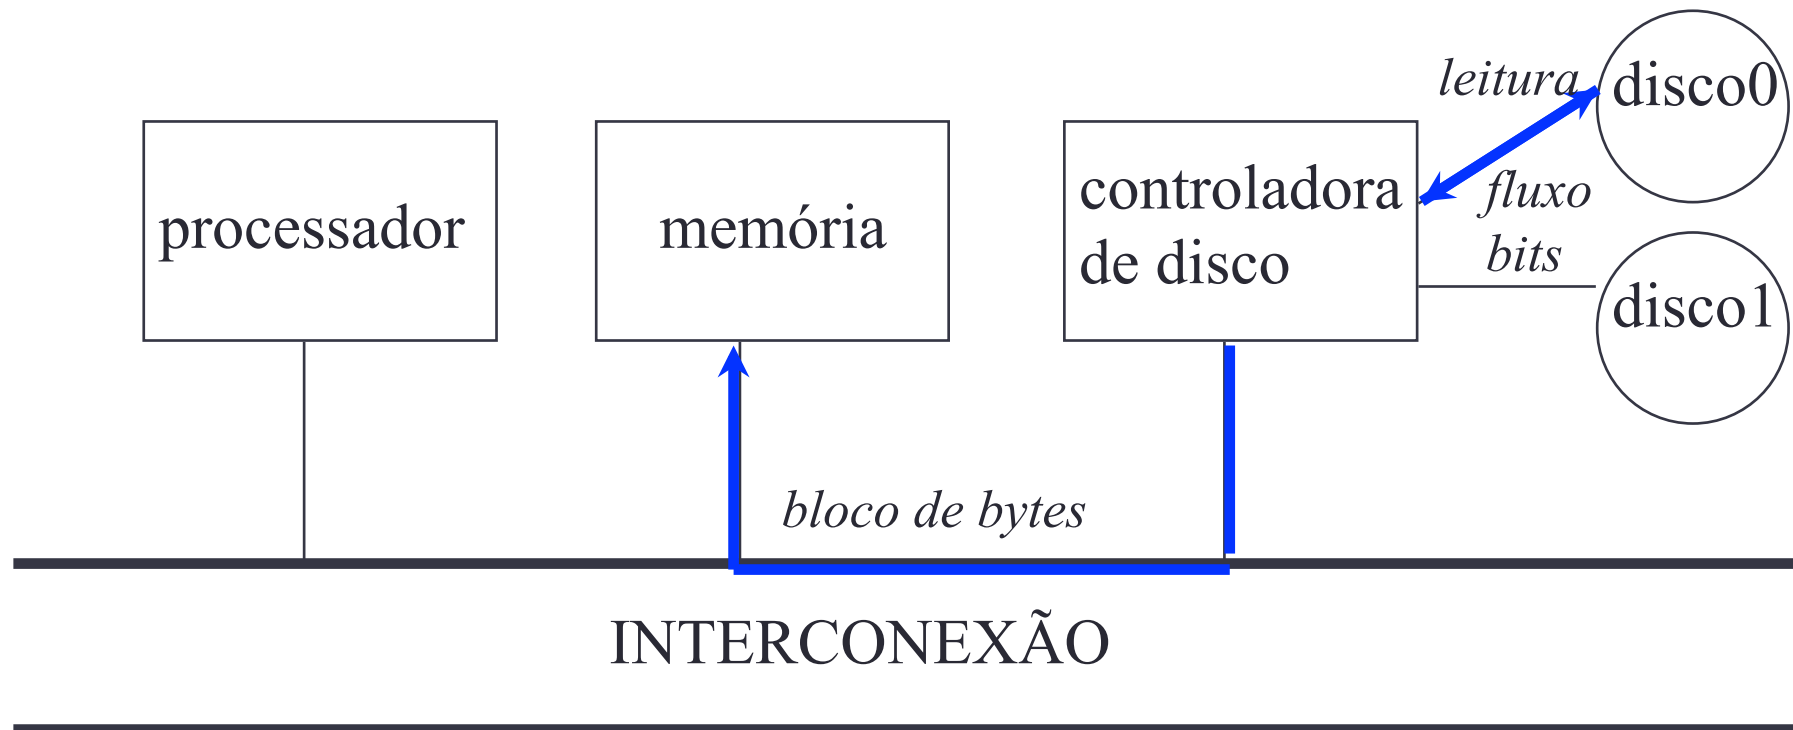 processador
memória
controladora
de disco
leitura
disco0
fluxo
bits
disco1
bloco de bytes
INTERCONEXÃO